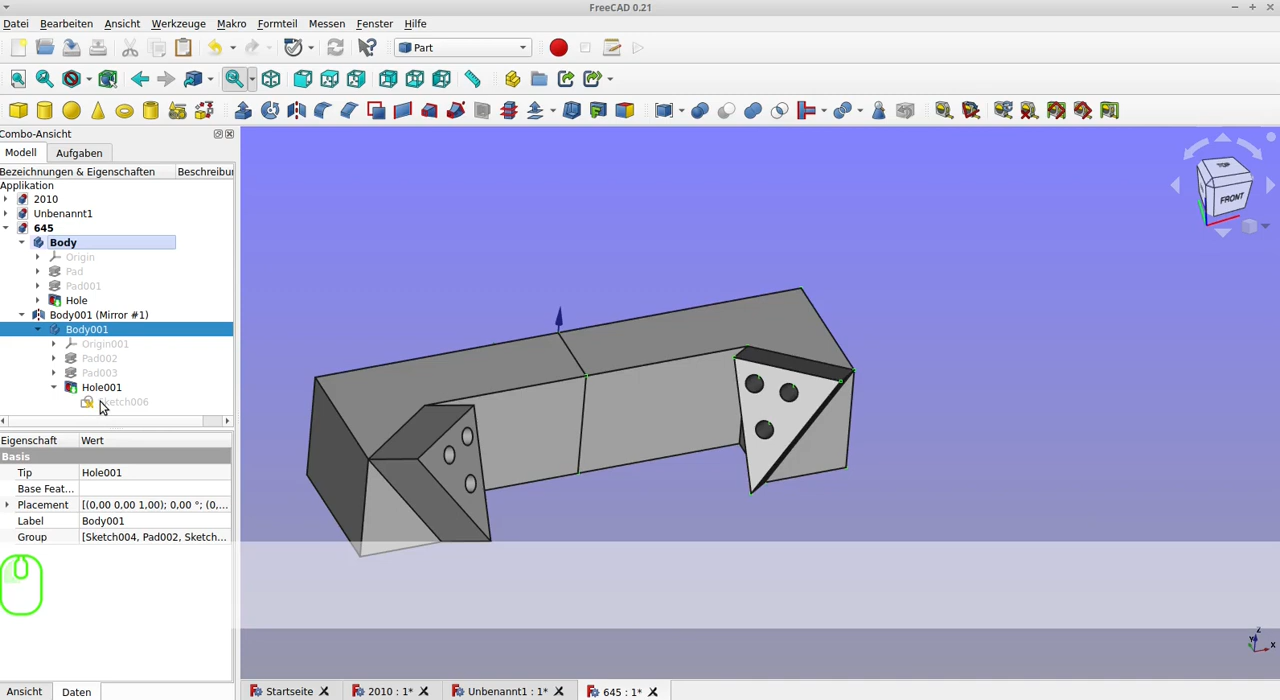 FreeCAD 0.21
Datei Bearbeiten Ansicht Werkzeuge Makro Formteil Messen Fenster Hilfe
Part
Combo-Ansicht
Modell Aufgaben
Bezeichnungen & Eigenschaften Beschreibur
Applikation
2010
Unbenannt1
645
Body
Origin
Pad
Pad001
Hole
Body001 (Mirror #1)
Body001
Origin001
Pad002
Pad003
Hole001
Sketch006
Eigenschaft Wert
Basis
Tip Hole001
Base Feat...
Placement [(0,00 0,00 1,00); 0,00 °; (0,...
Label Body001
Group [Sketch004, Pad002, Sketch...
Ansicht Daten
TOP
FRONT
Z
Y
X
Startseite 2010 : 1* Unbenannt1 : 1* 645 : 1*